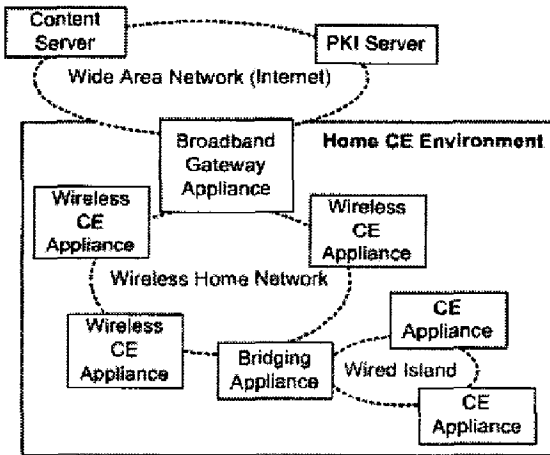 Content
Server
PKI Server
Wide Area Network (Internet)
Broadband
Gateway
Appliance
Home CE Environment
Wireless
CE
Appliance
Wireless
CE
Appliance
Wireless Home Network
Wireless
CE
Appliance
Bridging
Appliance
CE
Appliance
Wired Island
CE
Appliance